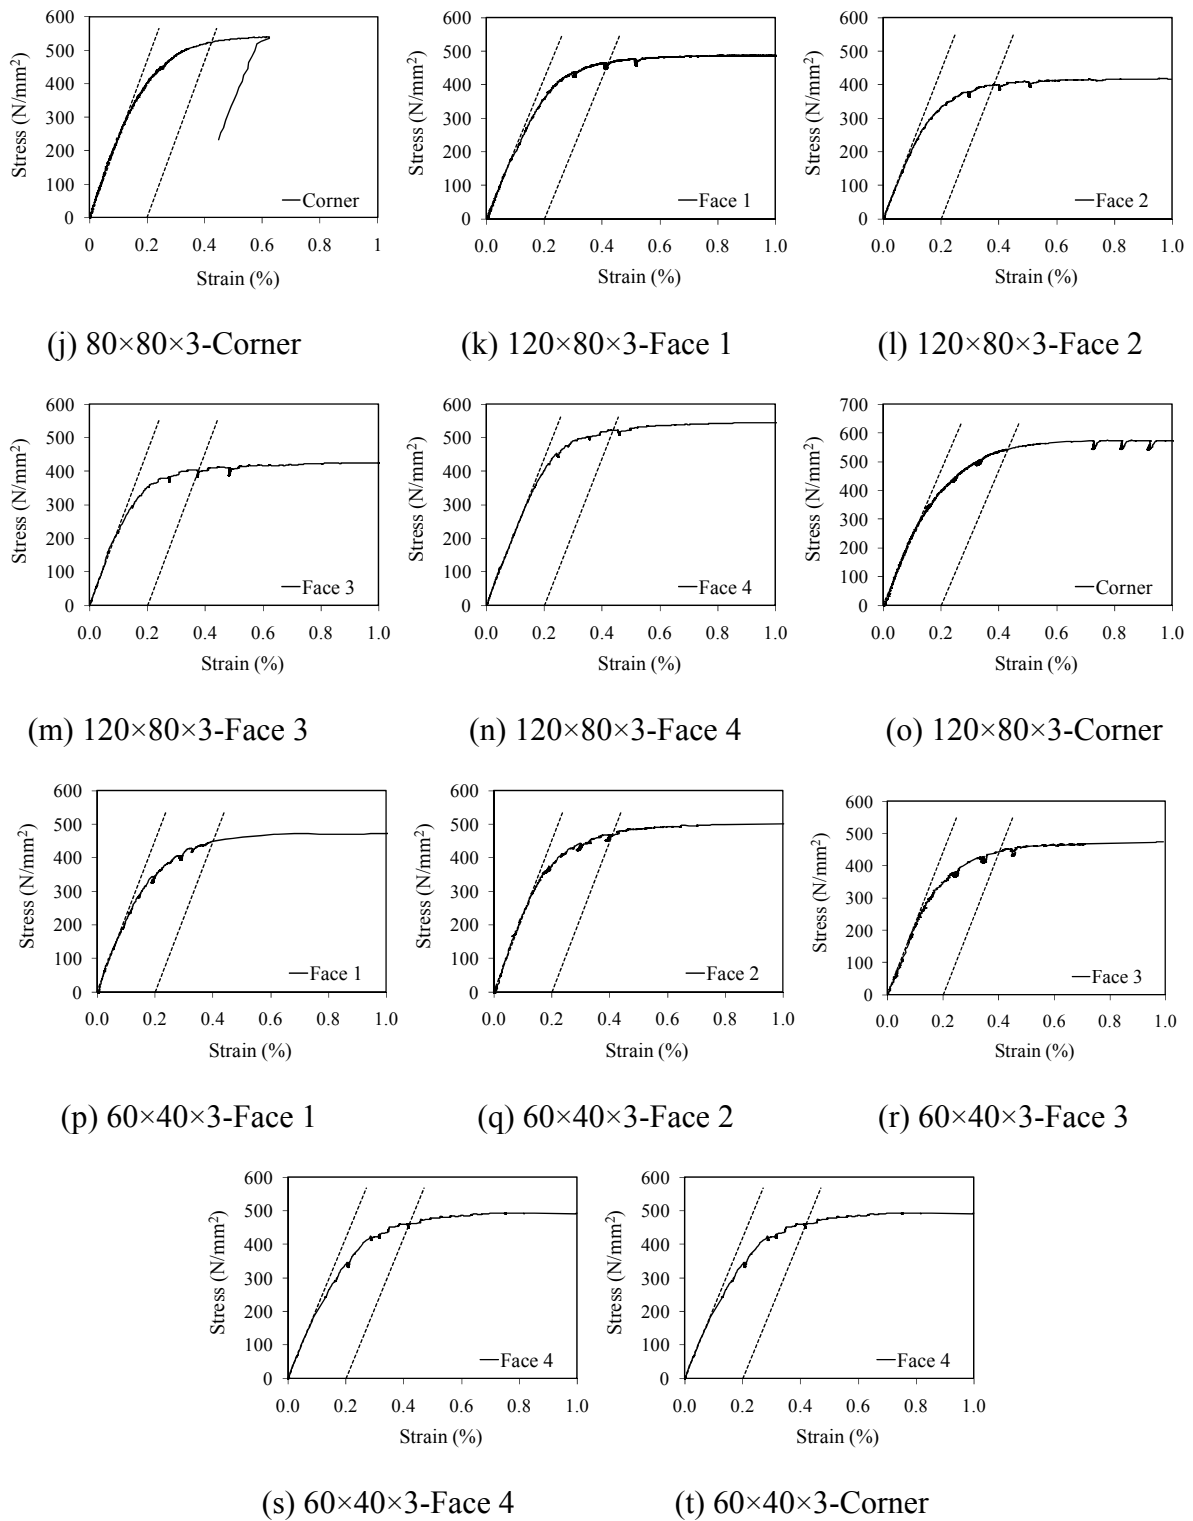 Stress (N/mm²)
600
500
400
300
200
100
0
Corner
0 0.2 0.4 0.6 0.8 1
Strain (%)
(j) 80×80×3-Corner
Stress (N/mm²)
600
500
400
300
200
100
0
Face 1
0.0 0.2 0.4 0.6 0.8 1.0
Strain (%)
(k) 120×80×3-Face 1
Stress (N/mm²)
600
500
400
300
200
100
0
Face 2
0.0 0.2 0.4 0.6 0.8 1.0
Strain (%)
(l) 120×80×3-Face 2
Stress (N/mm²)
600
500
400
300
200
100
0
Face 3
0.0 0.2 0.4 0.6 0.8 1.0
Strain (%)
(m) 120×80×3-Face 3
Stress (N/mm²)
600
500
400
300
200
100
0
Face 4
0.0 0.2 0.4 0.6 0.8 1.0
Strain (%)
(n) 120×80×3-Face 4
Stress (N/mm²)
700
600
500
400
300
200
100
0
Corner
0.0 0.2 0.4 0.6 0.8 1.0
Strain (%)
(o) 120×80×3-Corner
Stress (N/mm²)
600
500
400
300
200
100
0
Face 1
0.0 0.2 0.4 0.6 0.8 1.0
Strain (%)
(p) 60×40×3-Face 1
Stress (N/mm²)
600
500
400
300
200
100
0
Face 2
0.0 0.2 0.4 0.6 0.8 1.0
Strain (%)
(q) 60×40×3-Face 2
Stress (N/mm²)
600
500
400
300
200
100
0
Face 3
0.0 0.2 0.4 0.6 0.8 1.0
Strain (%)
(r) 60×40×3-Face 3
Stress (N/mm²)
600
500
400
300
200
100
0
Face 4
0.0 0.2 0.4 0.6 0.8 1.0
Strain (%)
(s) 60×40×3-Face 4
Stress (N/mm²)
600
500
400
300
200
100
0
Face 4
0.0 0.2 0.4 0.6 0.8 1.0
Strain (%)
(t) 60×40×3-Corner